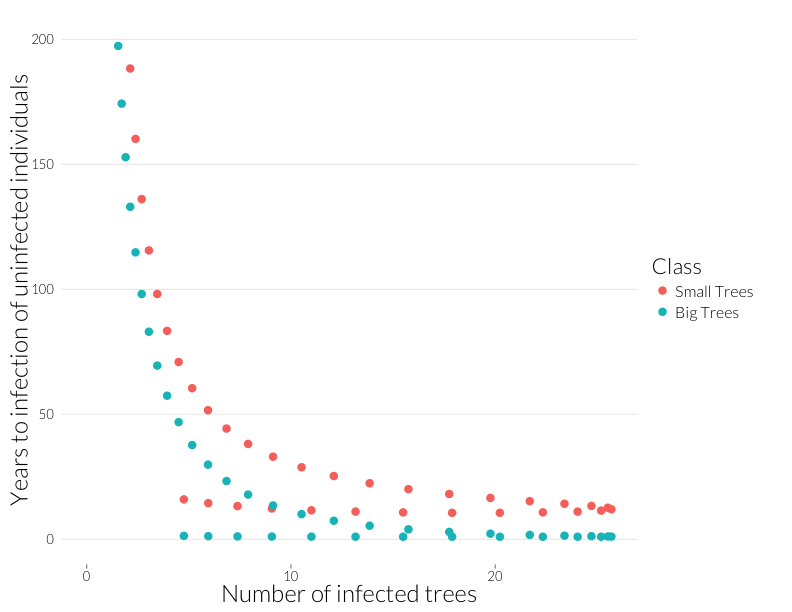 Years to infection of uninfected individuals
200
150
100
50
0
0 10 20
Number of infected trees
Class
Small Trees
Big Trees